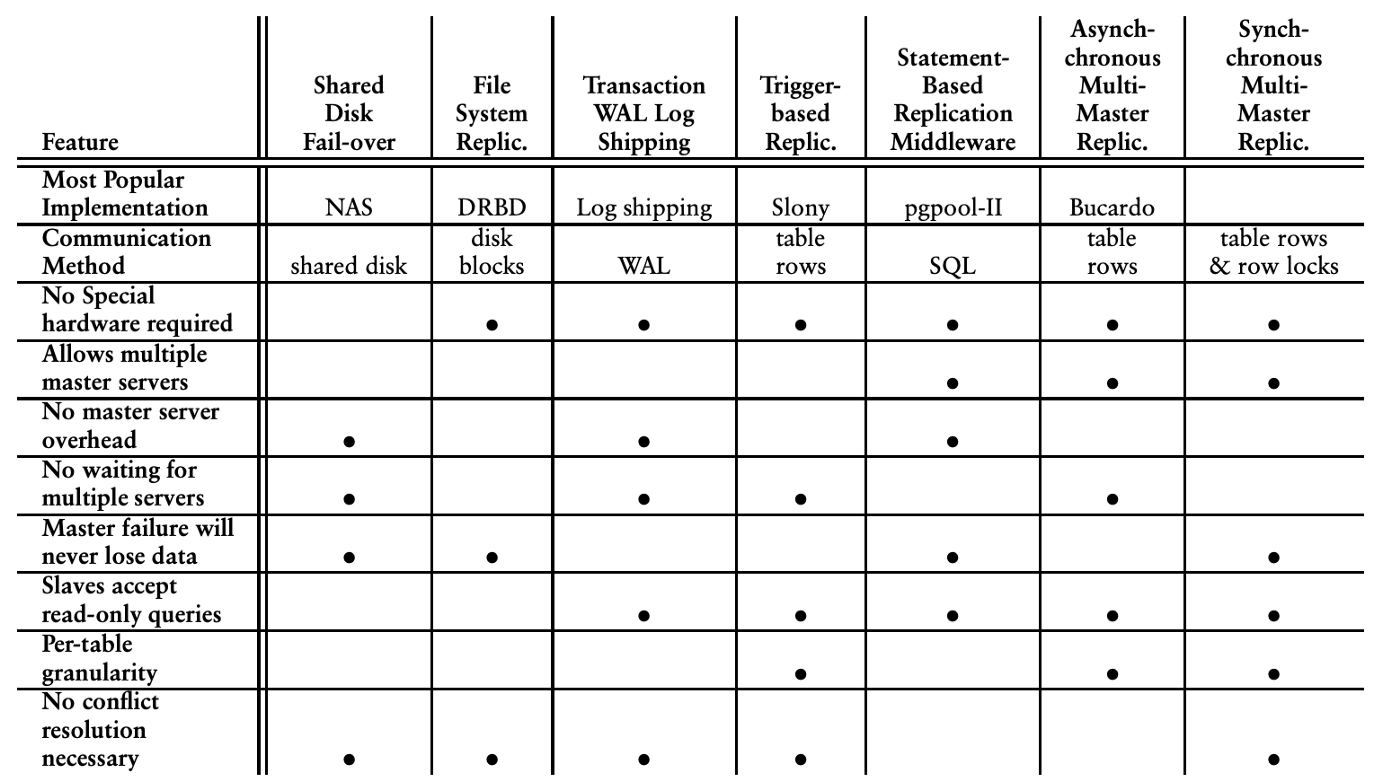 Feature
Shared
Disk
Fail-over
File
System
Replic.
Transaction
WAL Log
Shipping
Trigger-
based
Replic.
Statement-
Based
Replication
Middleware
Asynch-
chronous
Multi-
Master
Replic.
Synch-
chronous
Multi-
Master
Replic.
Most Popular
Implementation
NAS
DRBD
Log shipping
Slony
pgpool-II
Bucardo
Communication
Method
shared disk
disk
blocks
WAL
table
rows
SQL
table
rows
table rows
& row locks
No Special
hardware required
• • • • • •
Allows multiple
master servers
• • •
No master server
overhead
• • •
No waiting for
multiple servers
• • • •
Master failure will
never lose data
• • • •
Slaves accept
read-only queries
• • • • •
Per-table
granularity
• • •
No conflict
resolution
necessary
• • • • •